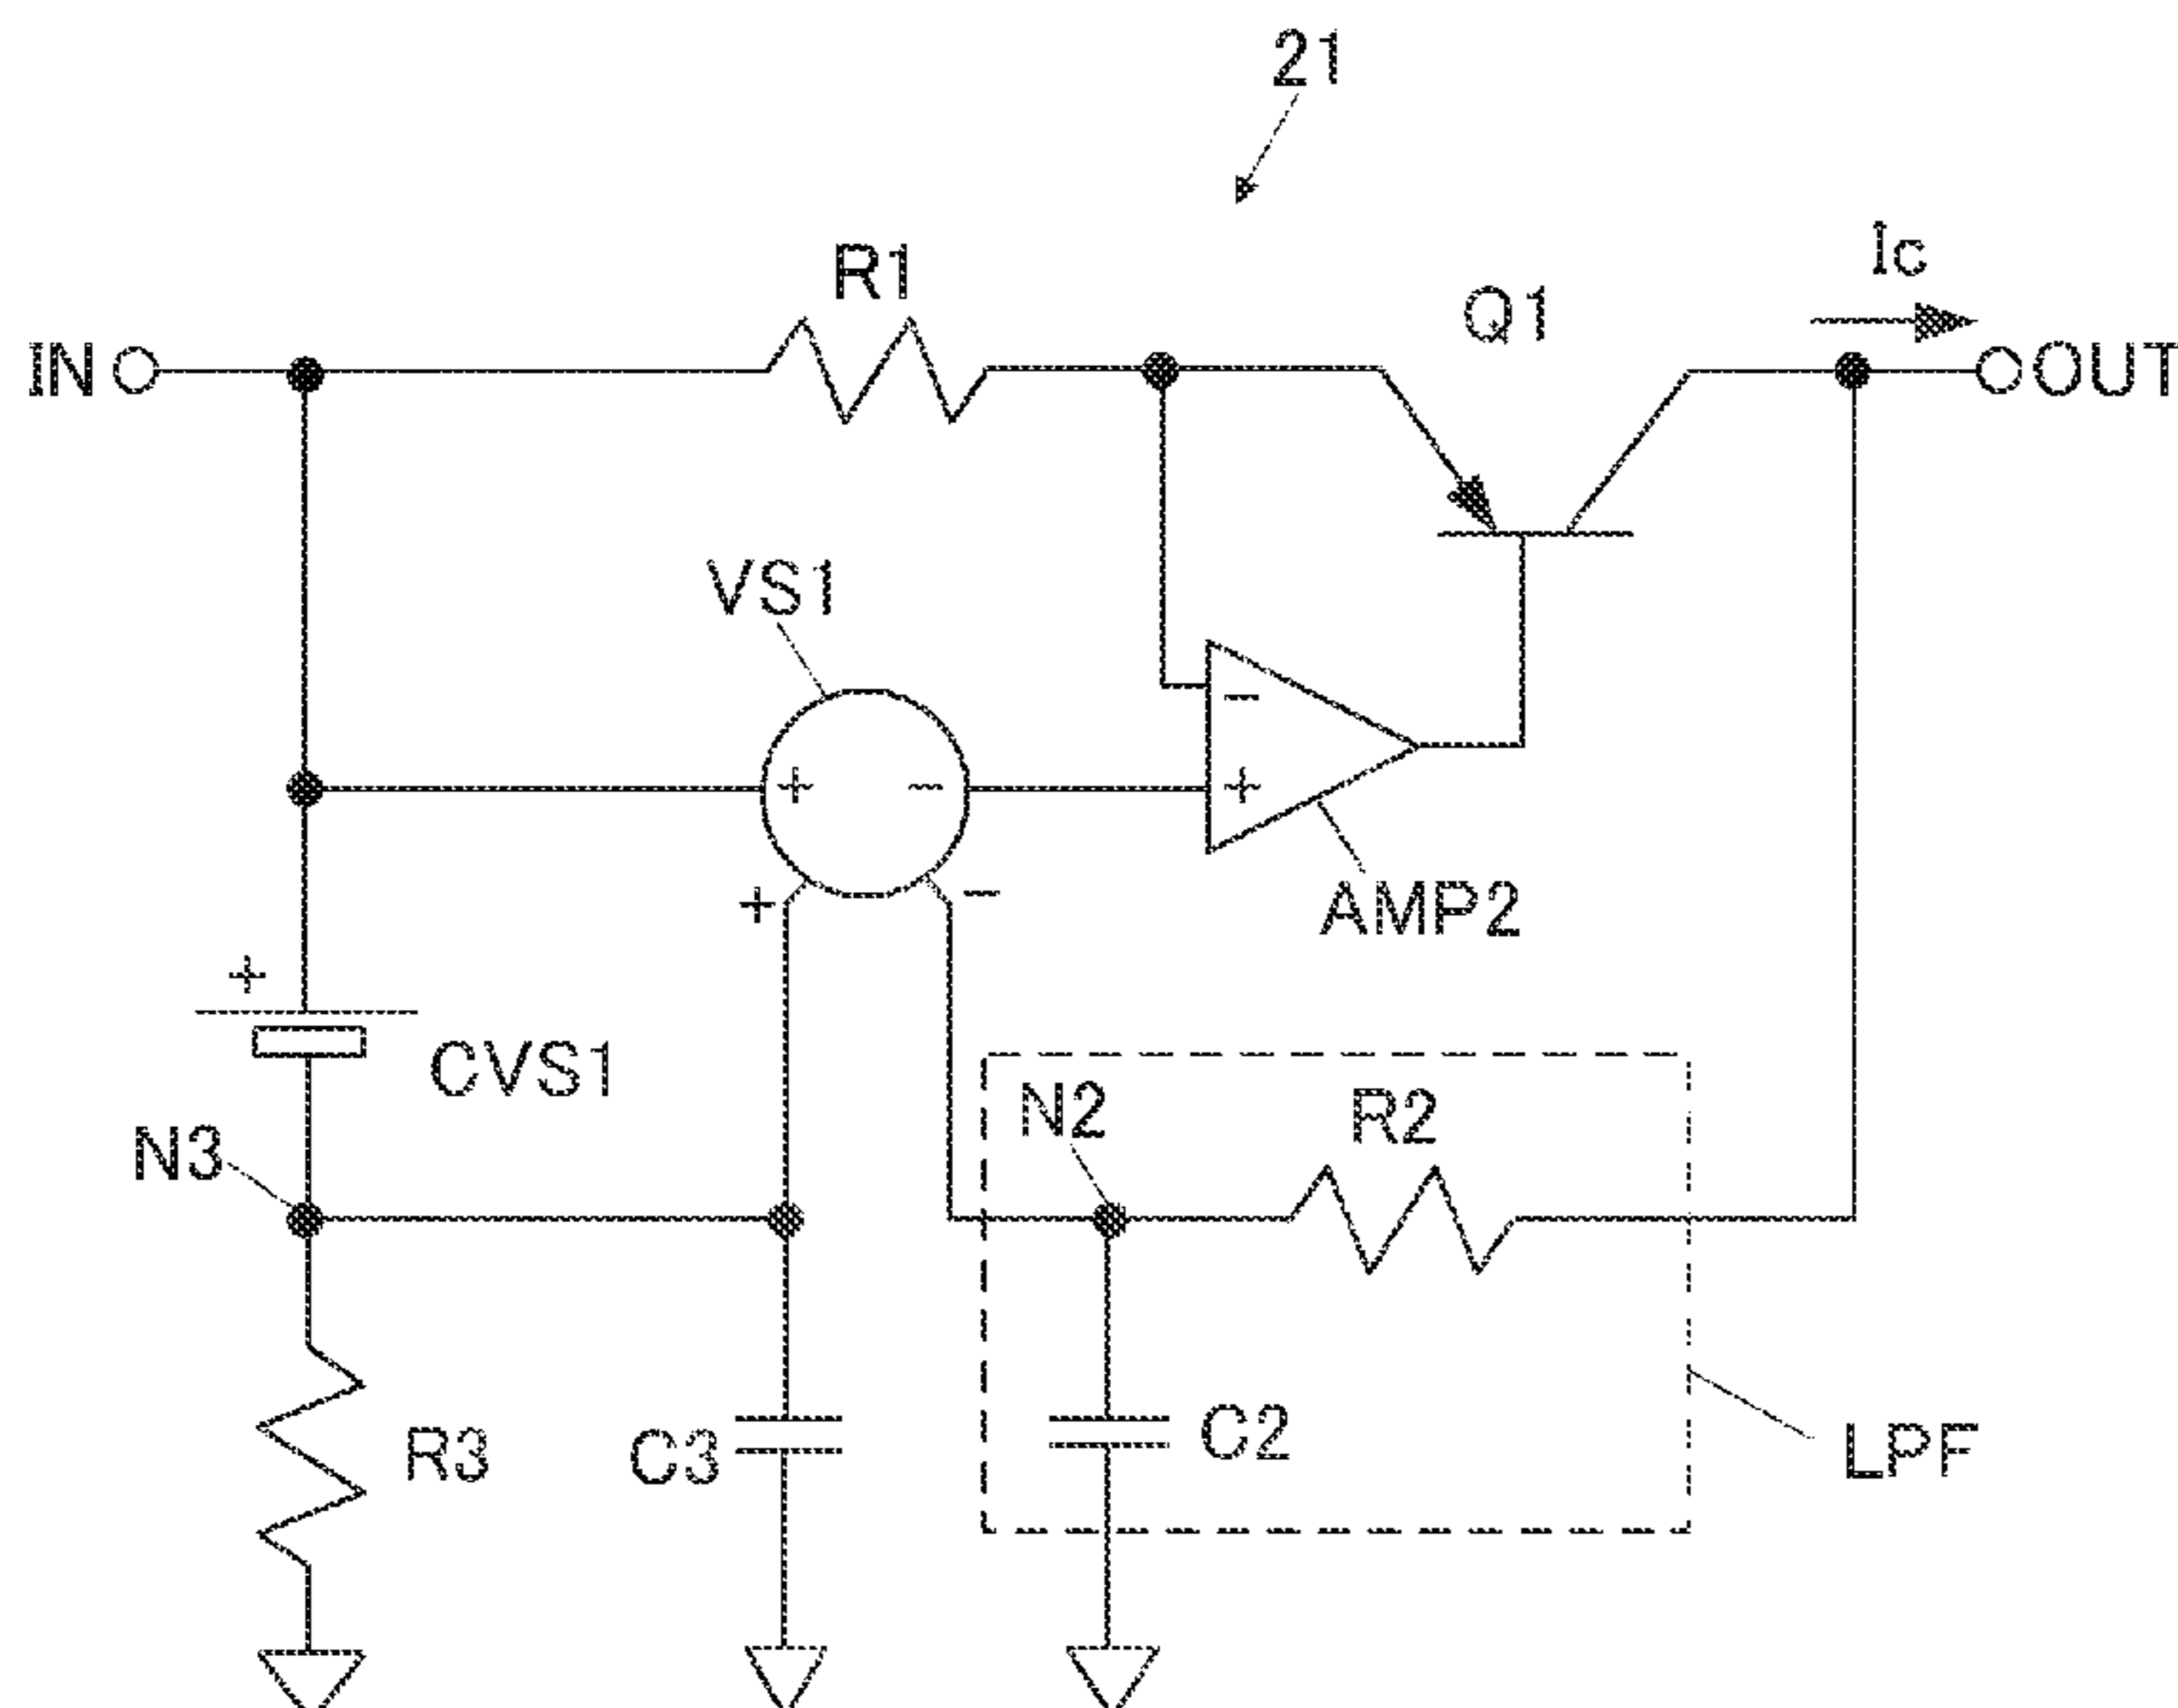 21
R1
Ic
Q1
IN
OUT
VS1
−
+
−
+
+
−
AMP2
+
CVS1
N2
R2
N3
R3
C3
C2
LPF